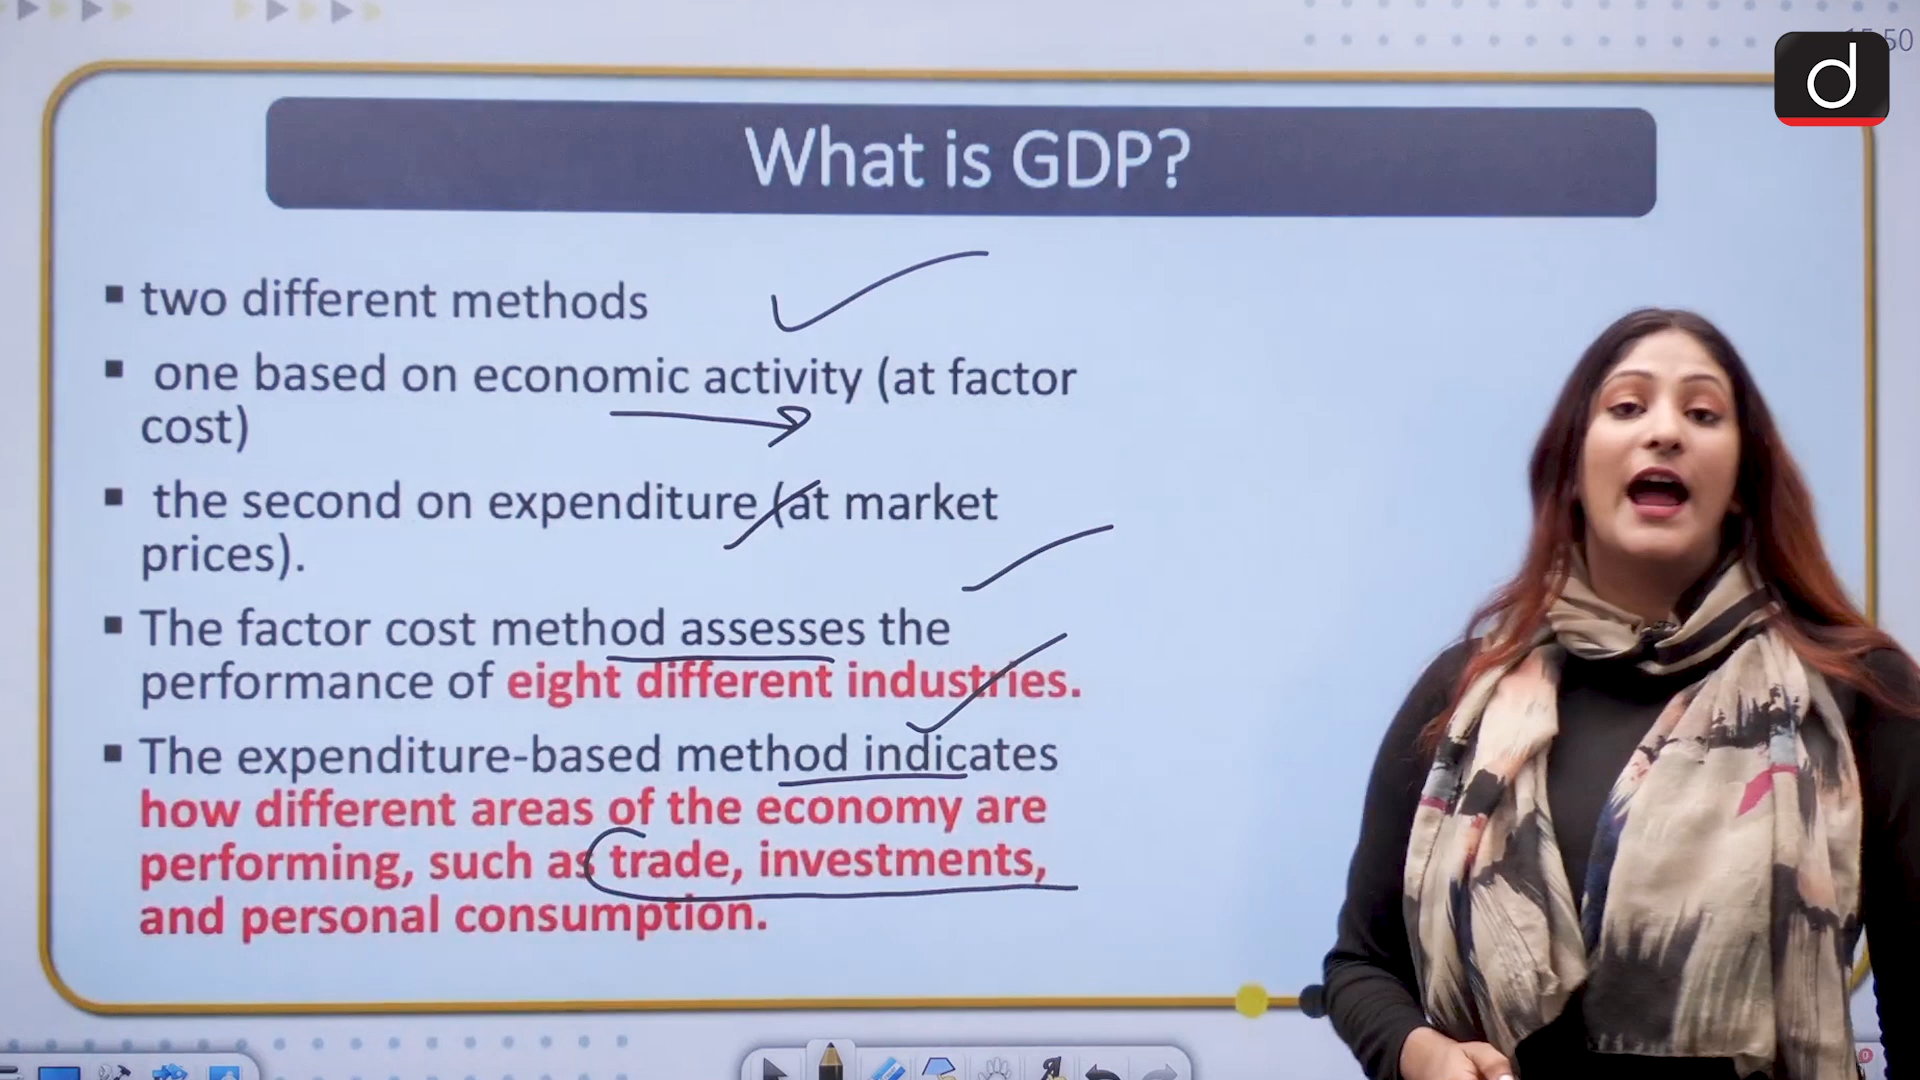 15:50
d
What is GDP?
▪ two different methods
▪ one based on economic activity (at factor
cost)
▪ the second on expenditure (at market
prices).
▪ The factor cost method assesses the
performance of eight different industries.
▪ The expenditure-based method indicates
how different areas of the economy are
performing, such as trade, investments,
and personal consumption.